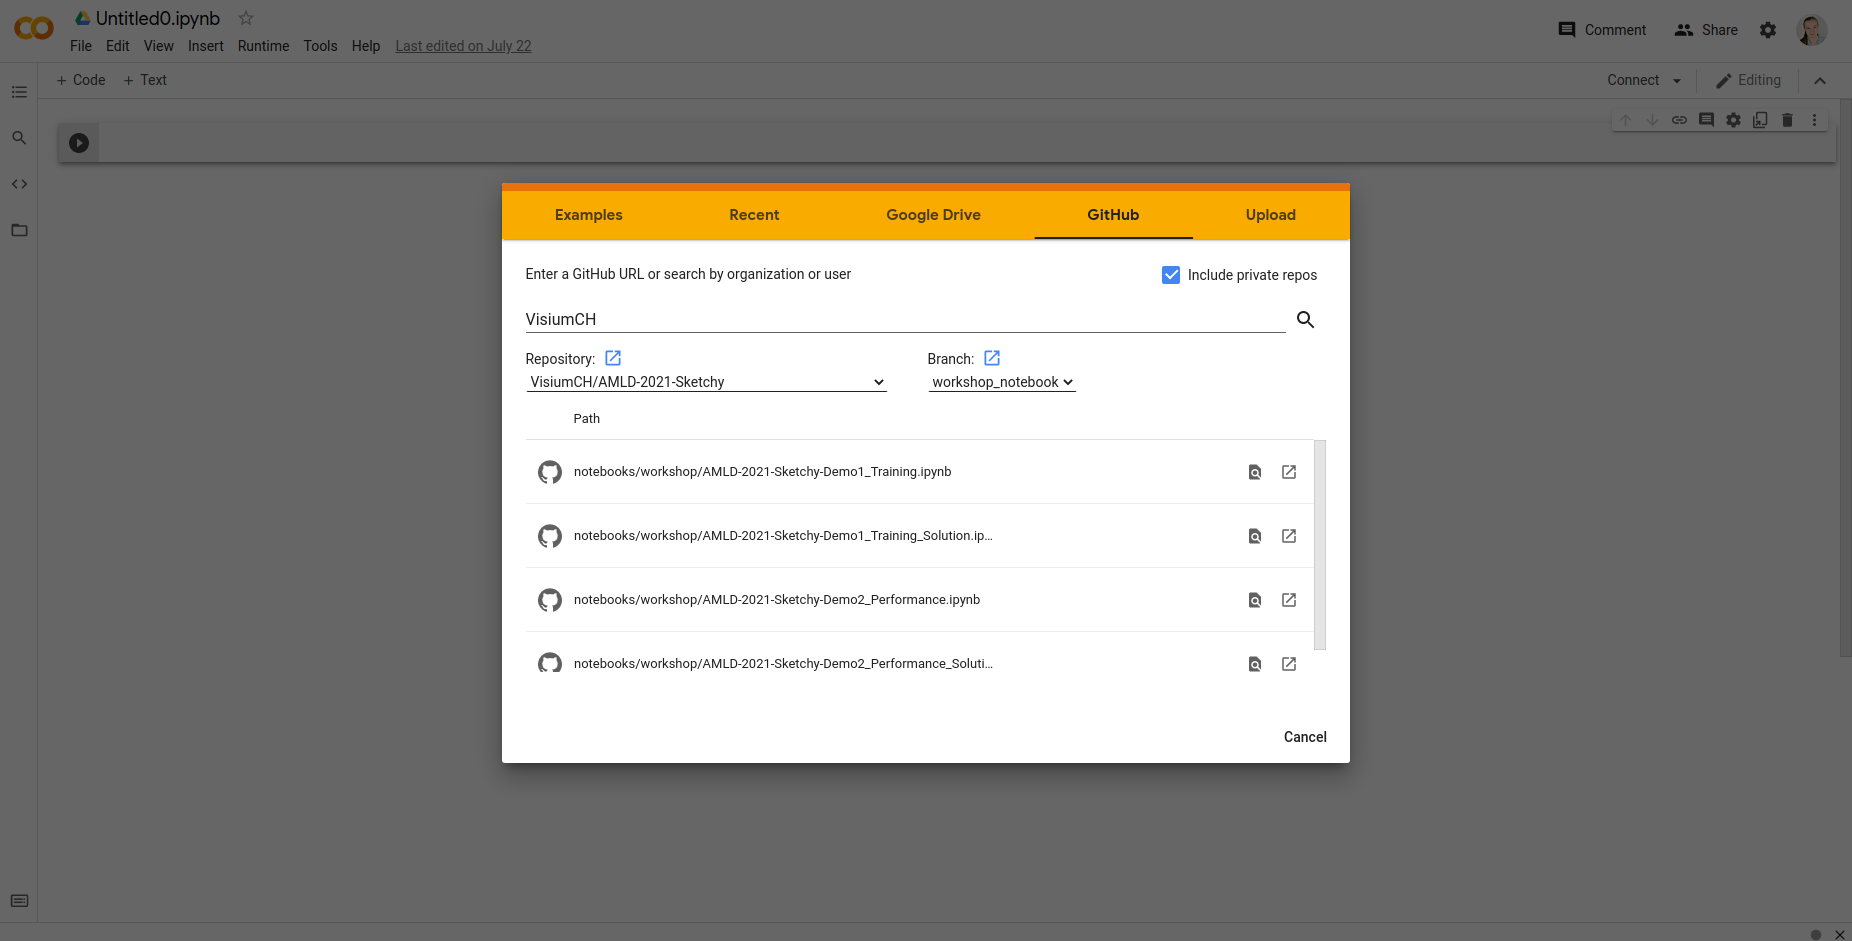 Untitled0.ipynb
File Edit View Insert Runtime Tools Help Last edited on July 22
Comment Share
+ Code + Text
Connect Editing
Examples Recent Google Drive GitHub Upload
Enter a GitHub URL or search by organization or user
Include private repos
VisiumCH
Repository: Branch:
VisiumCH/AMLD-2021-Sketchy workshop_notebook
Path
notebooks/workshop/AMLD-2021-Sketchy-Demo1_Training.ipynb
notebooks/workshop/AMLD-2021-Sketchy-Demo1_Training_Solution.ip...
notebooks/workshop/AMLD-2021-Sketchy-Demo2_Performance.ipynb
notebooks/workshop/AMLD-2021-Sketchy-Demo2_Performance_Soluti...
Cancel